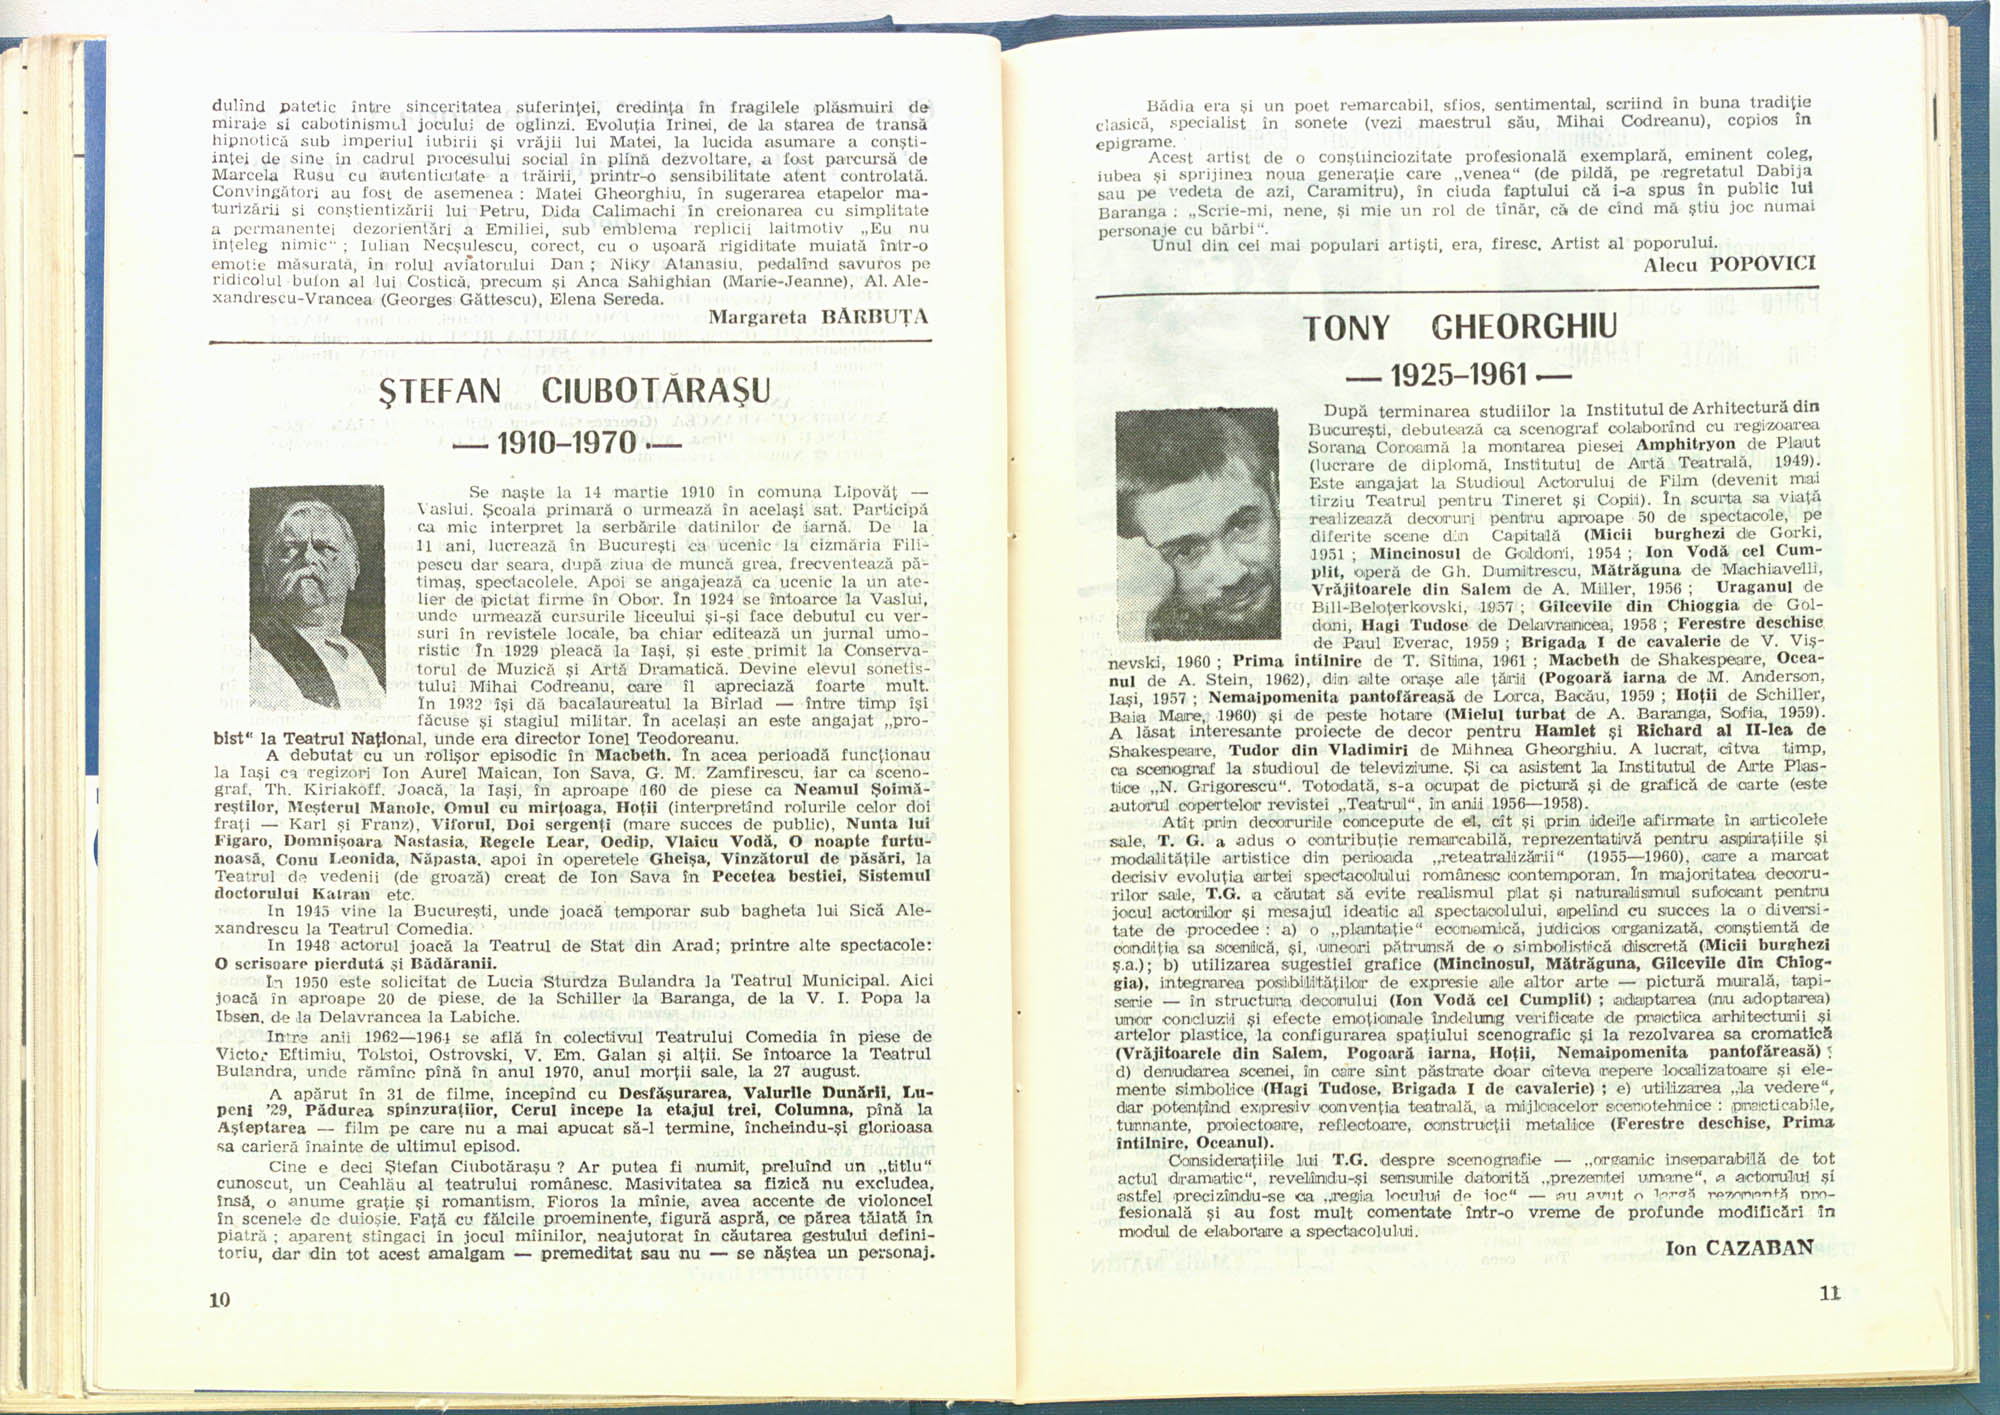 dulînd patetic între sinceritatea suferinței, credința în fragilele plăsmuiri de
miraje si cabotinismul jocului de oglinzi. Evoluția Irinei, de la starea de transă
hipnotică sub imperiul iubirii și vrăjii lui Matei, la lucida asumare a conști-
inței de sine în cadrul procesului social în plină dezvoltare, a fost parcursă de
Marcela Rusu cu autenticitate a trăirii, printr-o sensibilitate atent controlată.
Convingători au fost de asemenea : Matei Gheorghiu, în sugerarea etapelor ma-
turizării si conștientizării lui Petru, Dida Calimachi în creionarea cu simplitate
a permanentei dezorientări a Emiliei, sub emblema replicii laitmotiv „Eu nu
înțeleg nimic" ; Iulian Necșulescu, corect, cu o ușoară rigiditate muiată într-o
emoție măsurată, în rolul aviatorului Dan ; Niky Atanasiu, pedalînd savuros pe
ridicolul bufon al lui Costică, precum și Anca Sahighian (Marie-Jeanne), Al. Ale-
xandrescu-Vrancea (Georges Găttescu), Elena Sereda.
Margareta BĂRBUȚA
ȘTEFAN CIUBOTĂRAȘU
— 1910–1970 —
Se naște la 14 martie 1910 în comuna Lipovăț —
Vaslui. Școala primară o urmează în același sat. Participă
ca mic interpret la serbările datinilor de iarnă. De la
11 ani, lucrează în București ca ucenic la cizmăria Fili-
pescu dar seara, după ziua de muncă grea, frecventează pă-
timaș, spectacolele. Apoi se angajează ca ucenic la un ate-
lier de pictat firme în Obor. În 1924 se întoarce la Vaslui,
unde urmează cursurile liceului și-și face debutul cu ver-
suri în revistele locale, ba chiar editează un jurnal umo-
ristic În 1929 pleacă la Iași, și este primit la Conserva-
torul de Muzică și Artă Dramatică. Devine elevul sonetis-
tului Mihai Codreanu, care îl apreciază foarte mult.
În 1932 își dă bacalaureatul la Bîrlad — între timp își
făcuse și stagiul militar. În același an este angajat „pro-
bist" la Teatrul Național, unde era director Ionel Teodoreanu.
A debutat cu un rolișor episodic în Macbeth. În acea perioadă funcționau
la Iași ca regizori Ion Aurel Maican, Ion Sava, G. M. Zamfirescu, iar ca sceno-
graf, Th. Kiriakoff. Joacă, la Iași, în aproape 160 de piese ca Neamul Șoimă-
reștilor, Meșterul Manole, Omul cu mîrțoaga, Hoții (interpretînd rolurile celor doi
frați — Karl și Franz), Viforul, Doi sergenți (mare succes de public), Nunta lui
Figaro, Domnișoara Nastasia, Regele Lear, Oedip, Vlaicu Vodă, O noapte furtu-
noasă, Conu Leonida, Năpasta, apoi în operetele Gheișa, Vînzătorul de păsări, la
Teatrul de vedenii (de groază) creat de Ion Sava în Pecetea bestiei, Sistemul
doctorului Katran etc.
În 1945 vine la București, unde joacă temporar sub bagheta lui Sică Ale-
xandrescu la Teatrul Comedia.
În 1948 actorul joacă la Teatrul de Stat din Arad; printre alte spectacole:
O scrisoare pierdută și Bădăranii.
În 1950 este solicitat de Lucia Sturdza Bulandra la Teatrul Municipal. Aici
joacă în aproape 20 de piese, de la Schiller la Baranga, de la V. I. Popa la
Ibsen, de la Delavrancea la Labiche.
Între anii 1962—1964 se află în colectivul Teatrului Comedia în piese de
Victor Eftimiu, Tolstoi, Ostrovski, V. Em. Galan și alții. Se întoarce la Teatrul
Bulandra, unde rămîne pînă în anul 1970, anul morții sale, la 27 august.
A apărut în 31 de filme, începînd cu Desfășurarea, Valurile Dunării, Lu-
peni '29, Pădurea spînzuraților, Cerul începe la etajul trei, Columna, pînă la
Așteptarea — film pe care nu a mai apucat să-l termine, încheindu-și glorioasa
sa carieră înainte de ultimul episod.
Cine e deci Ștefan Ciubotărașu ? Ar putea fi numit, preluînd un „titlu"
cunoscut, un Ceahlău al teatrului românesc. Masivitatea sa fizică nu excludea,
însă, o anume grație și romantism. Fioros la mînie, avea accente de violoncel
în scenele de duioșie. Față cu fălcile proeminente, figură aspră, ce părea tăiată în
piatră ; aparent stîngaci în jocul mîinilor, neajutorat în căutarea gestului defini-
toriu, dar din tot acest amalgam — premeditat sau nu — se năștea un personaj.
10
Bădia era și un poet remarcabil, sfios, sentimental, scriind în buna tradiție
clasică, specialist în sonete (vezi maestrul său, Mihai Codreanu), copios în
epigrame.
Acest artist de o conștiinciozitate profesională exemplară, eminent coleg,
iubea și sprijinea noua generație care „venea" (de pildă, pe regretatul Dabija
sau pe vedeta de azi, Caramitru), în ciuda faptului că i-a spus în public lui
Baranga : „Scrie-mi, nene, și mie un rol de tînăr, că de cînd mă știu joc numai
personaje cu bărbi".
Unul din cei mai populari artiști, era, firesc, Artist al poporului.
Alecu POPOVICI
TONY GHEORGHIU
— 1925–1961 —
După terminarea studiilor la Institutul de Arhitectură din
București, debutează ca scenograf colaborînd cu regizoarea
Sorana Coroamă la montarea piesei Amphitryon de Plaut
(lucrare de diplomă, Institutul de Artă Teatrală, 1949).
Este angajat la Studioul Actorului de Film (devenit mai
tîrziu Teatrul pentru Tineret și Copii). În scurta sa viață
realizează decoruri pentru aproape 50 de spectacole, pe
diferite scene din Capitală (Micii burghezi de Gorki,
1951 ; Mincinosul de Goldoni, 1954 ; Ion Vodă cel Cum-
plit, operă de Gh. Dumitrescu, Mătrăguna de Machiavelli,
Vrăjitoarele din Salem de A. Miller, 1956 ; Uraganul de
Bill-Beloțerkovski, 1957 ; Gîlcevile din Chioggia de Gol-
doni, Hagi Tudose de Delavrancea, 1958 ; Ferestre deschise
de Paul Everac, 1959 ; Brigada I de cavalerie de V. Viș-
nevski, 1960 ; Prima întîlnire de T. Sîtina, 1961 ; Macbeth de Shakespeare, Ocea-
nul de A. Stein, 1962), din alte orașe ale țării (Pogoară iarna de M. Anderson,
Iași, 1957 ; Nemaipomenita pantofăreasă de Lorca, Bacău, 1959 ; Hoții de Schiller,
Baia Mare, 1960) și de peste hotare (Mielul turbat de A. Baranga, Sofia, 1959).
A lăsat interesante proiecte de decor pentru Hamlet și Richard al II-lea de
Shakespeare, Tudor din Vladimiri de Mihnea Gheorghiu. A lucrat, cîtva timp,
ca scenograf la studioul de televiziune. Și ca asistent la Institutul de Arte Plas-
tice „N. Grigorescu". Totodată, s-a ocupat de pictură și de grafică de carte (este
autorul copertelor revistei „Teatrul", în anii 1956—1958).
Atît prin decorurile concepute de el, cît și prin ideile afirmate în articolele
sale, T. G. a adus o contribuție remarcabilă, reprezentativă pentru aspirațiile și
modalitățile artistice din perioada „reteatralizării" (1955—1960), care a marcat
decisiv evoluția artei spectacolului românesc contemporan. În majoritatea decoru-
rilor sale, T.G. a căutat să evite realismul plat și naturalismul sufocant pentru
jocul actorilor și mesajul ideatic al spectacolului, apelînd cu succes la o diversi-
tate de procedee : a) o „plantație" economică, judicios organizată, conștientă de
condiția sa scenică, și, uneori pătrunsă de o simbolistică discretă (Micii burghezi
ș.a.); b) utilizarea sugestiei grafice (Mincinosul, Mătrăguna, Gîlcevile din Chiog-
gia), integrarea posibilităților de expresie ale altor arte — pictură murală, tapi-
serie — în structura decorului (Ion Vodă cel Cumplit) ; adaptarea (nu adoptarea)
unor concluzii și efecte emoționale îndelung verificate de practica arhitecturii și
artelor plastice, la configurarea spațiului scenografic și la rezolvarea sa cromatică
(Vrăjitoarele din Salem, Pogoară iarna, Hoții, Nemaipomenita pantofăreasă) ;
d) denudarea scenei, în care sînt păstrate doar cîteva repere localizatoare și ele-
mente simbolice (Hagi Tudose, Brigada I de cavalerie) ; e) utilizarea „la vedere",
dar potențînd expresiv convenția teatrală, a mijloacelor scenotehnice : practicabile,
turnante, proiectoare, reflectoare, construcții metalice (Ferestre deschise, Prima
întîlnire, Oceanul).
Considerațiile lui T.G. despre scenografie — „organic inseparabilă de tot
actul dramatic", revelîndu-și sensurile datorită „prezenței umane", a actorului și
astfel precizîndu-se ca „regia locului de joc" — au avut o largă rezonanță pro-
fesională și au fost mult comentate într-o vreme de profunde modificări în
modul de elaborare a spectacolului.
Ion CAZABAN
11